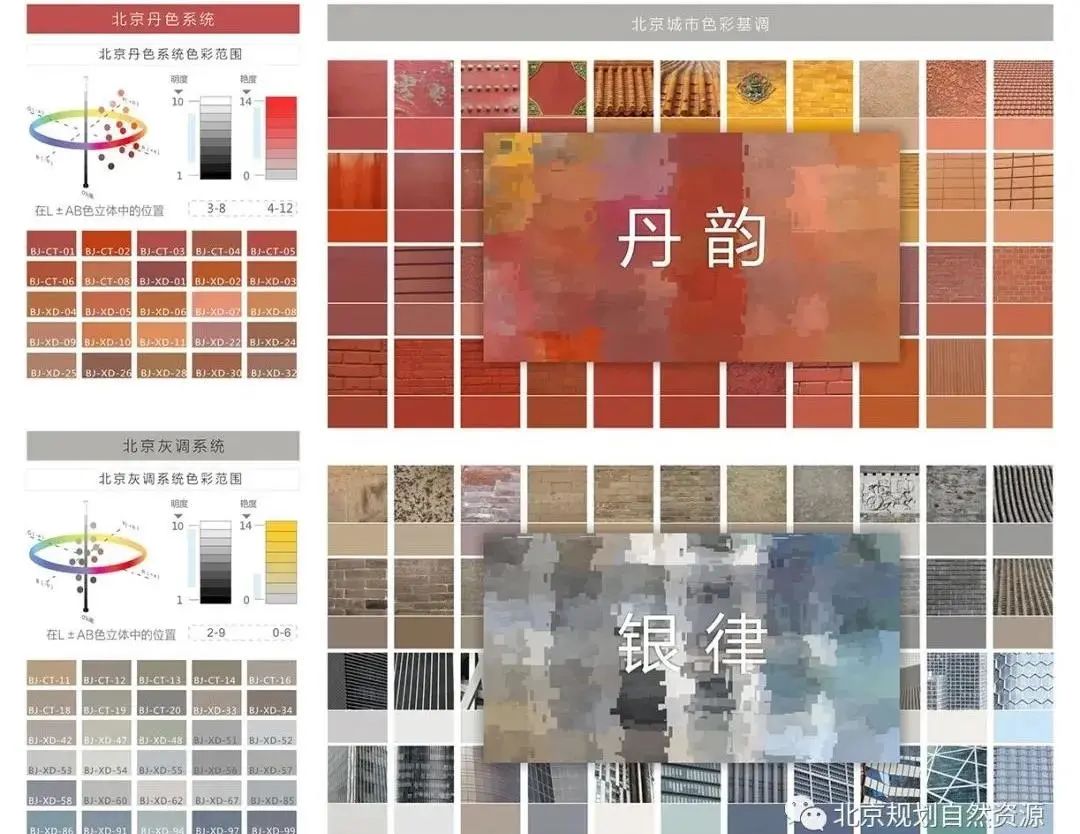 北京丹色系统
北京丹色系统色彩范围
明度 艳度
10 14
1 0
在L±AB色立体中的位置 3-8 4-12
BJ-CT-01 BJ-CT-02 BJ-CT-03 BJ-CT-04 BJ-CT-05
BJ-CT-06 BJ-CT-08 BJ-XD-01 BJ-XD-02 BJ-XD-03
BJ-XD-04 BJ-XD-05 BJ-XD-06 BJ-XD-07 BJ-XD-08
BJ-XD-09 BJ-XD-10 BJ-XD-11 BJ-XD-22 BJ-XD-24
BJ-XD-25 BJ-XD-26 BJ-XD-28 BJ-XD-30 BJ-XD-32
北京灰调系统
北京灰调系统色彩范围
明度 艳度
10 14
1 0
在L±AB色立体中的位置 2-9 0-6
BJ-CT-11 BJ-CT-12 BJ-CT-13 BJ-CT-14 BJ-CT-16
BJ-CT-18 BJ-CT-19 BJ-CT-20 BJ-XD-33 BJ-XD-34
BJ-XD-42 BJ-XD-47 BJ-XD-48 BJ-XD-51 BJ-XD-52
BJ-XD-53 BJ-XD-54 BJ-XD-55 BJ-XD-56 BJ-XD-57
BJ-XD-58 BJ-XD-60 BJ-XD-62 BJ-XD-67 BJ-XD-85
BJ-XD-86 BJ-XD-91 BJ-XD-94 BJ-XD-97 BJ-XD-99
北京城市色彩基调
丹韵
银律
北京规划自然资源